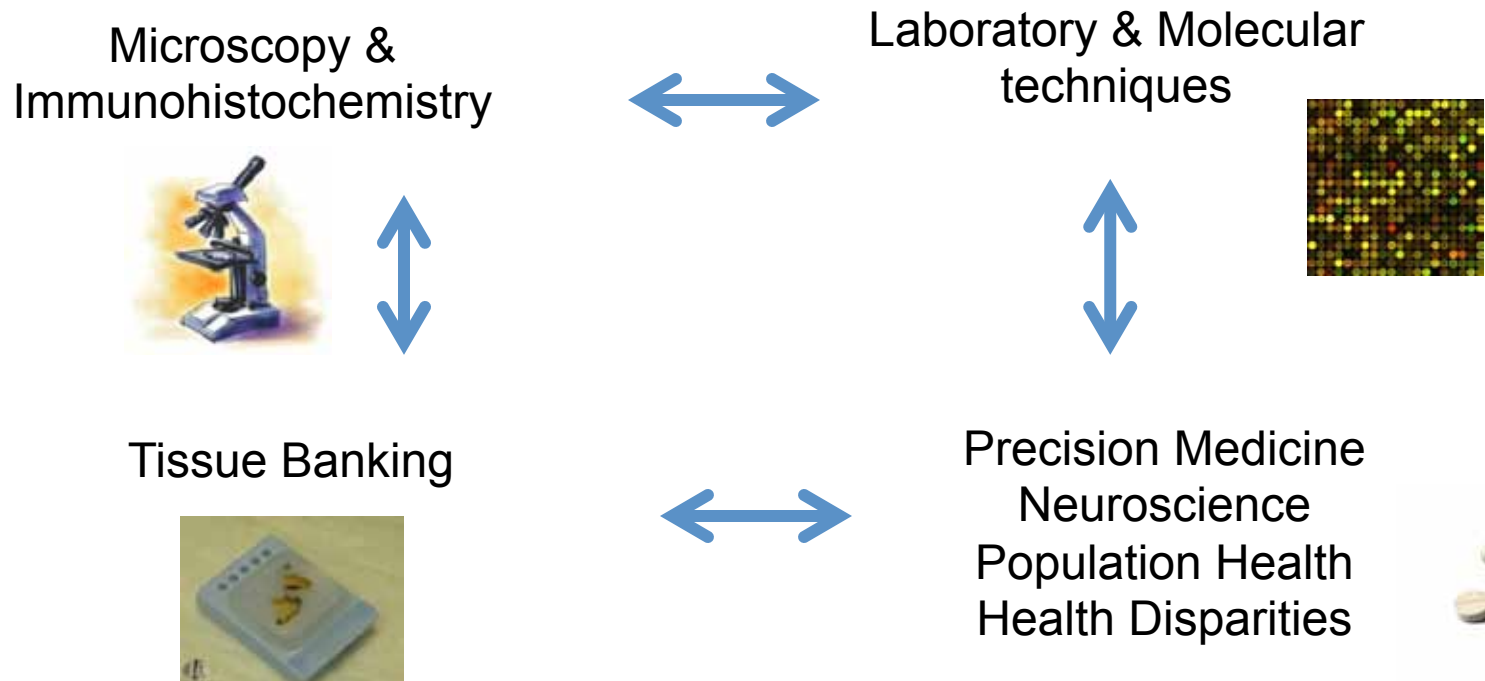 Microscopy &
Immunohistochemistry
Laboratory & Molecular
techniques
Tissue Banking
Precision Medicine
Neuroscience
Population Health
Health Disparities